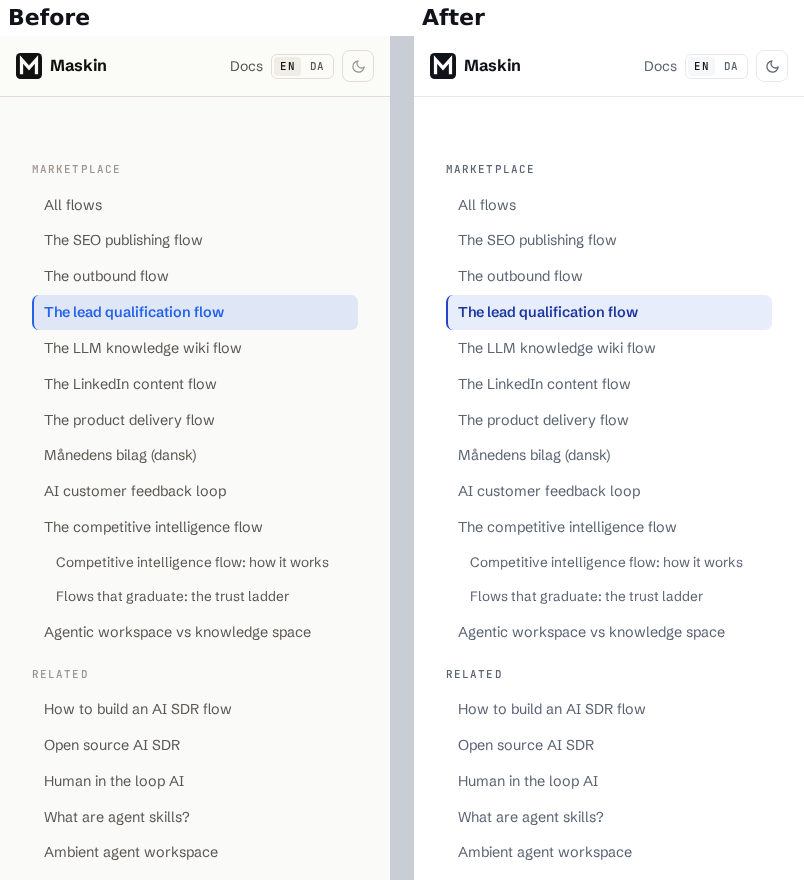 Before
Maskin
Docs EN DA
MARKETPLACE
All flows
The SEO publishing flow
The outbound flow
The lead qualification flow
The LLM knowledge wiki flow
The LinkedIn content flow
The product delivery flow
Månedens bilag (dansk)
AI customer feedback loop
The competitive intelligence flow
Competitive intelligence flow: how it works
Flows that graduate: the trust ladder
Agentic workspace vs knowledge space
RELATED
How to build an AI SDR flow
Open source AI SDR
Human in the loop AI
What are agent skills?
Ambient agent workspace
After
Maskin
Docs EN DA
MARKETPLACE
All flows
The SEO publishing flow
The outbound flow
The lead qualification flow
The LLM knowledge wiki flow
The LinkedIn content flow
The product delivery flow
Månedens bilag (dansk)
AI customer feedback loop
The competitive intelligence flow
Competitive intelligence flow: how it works
Flows that graduate: the trust ladder
Agentic workspace vs knowledge space
RELATED
How to build an AI SDR flow
Open source AI SDR
Human in the loop AI
What are agent skills?
Ambient agent workspace